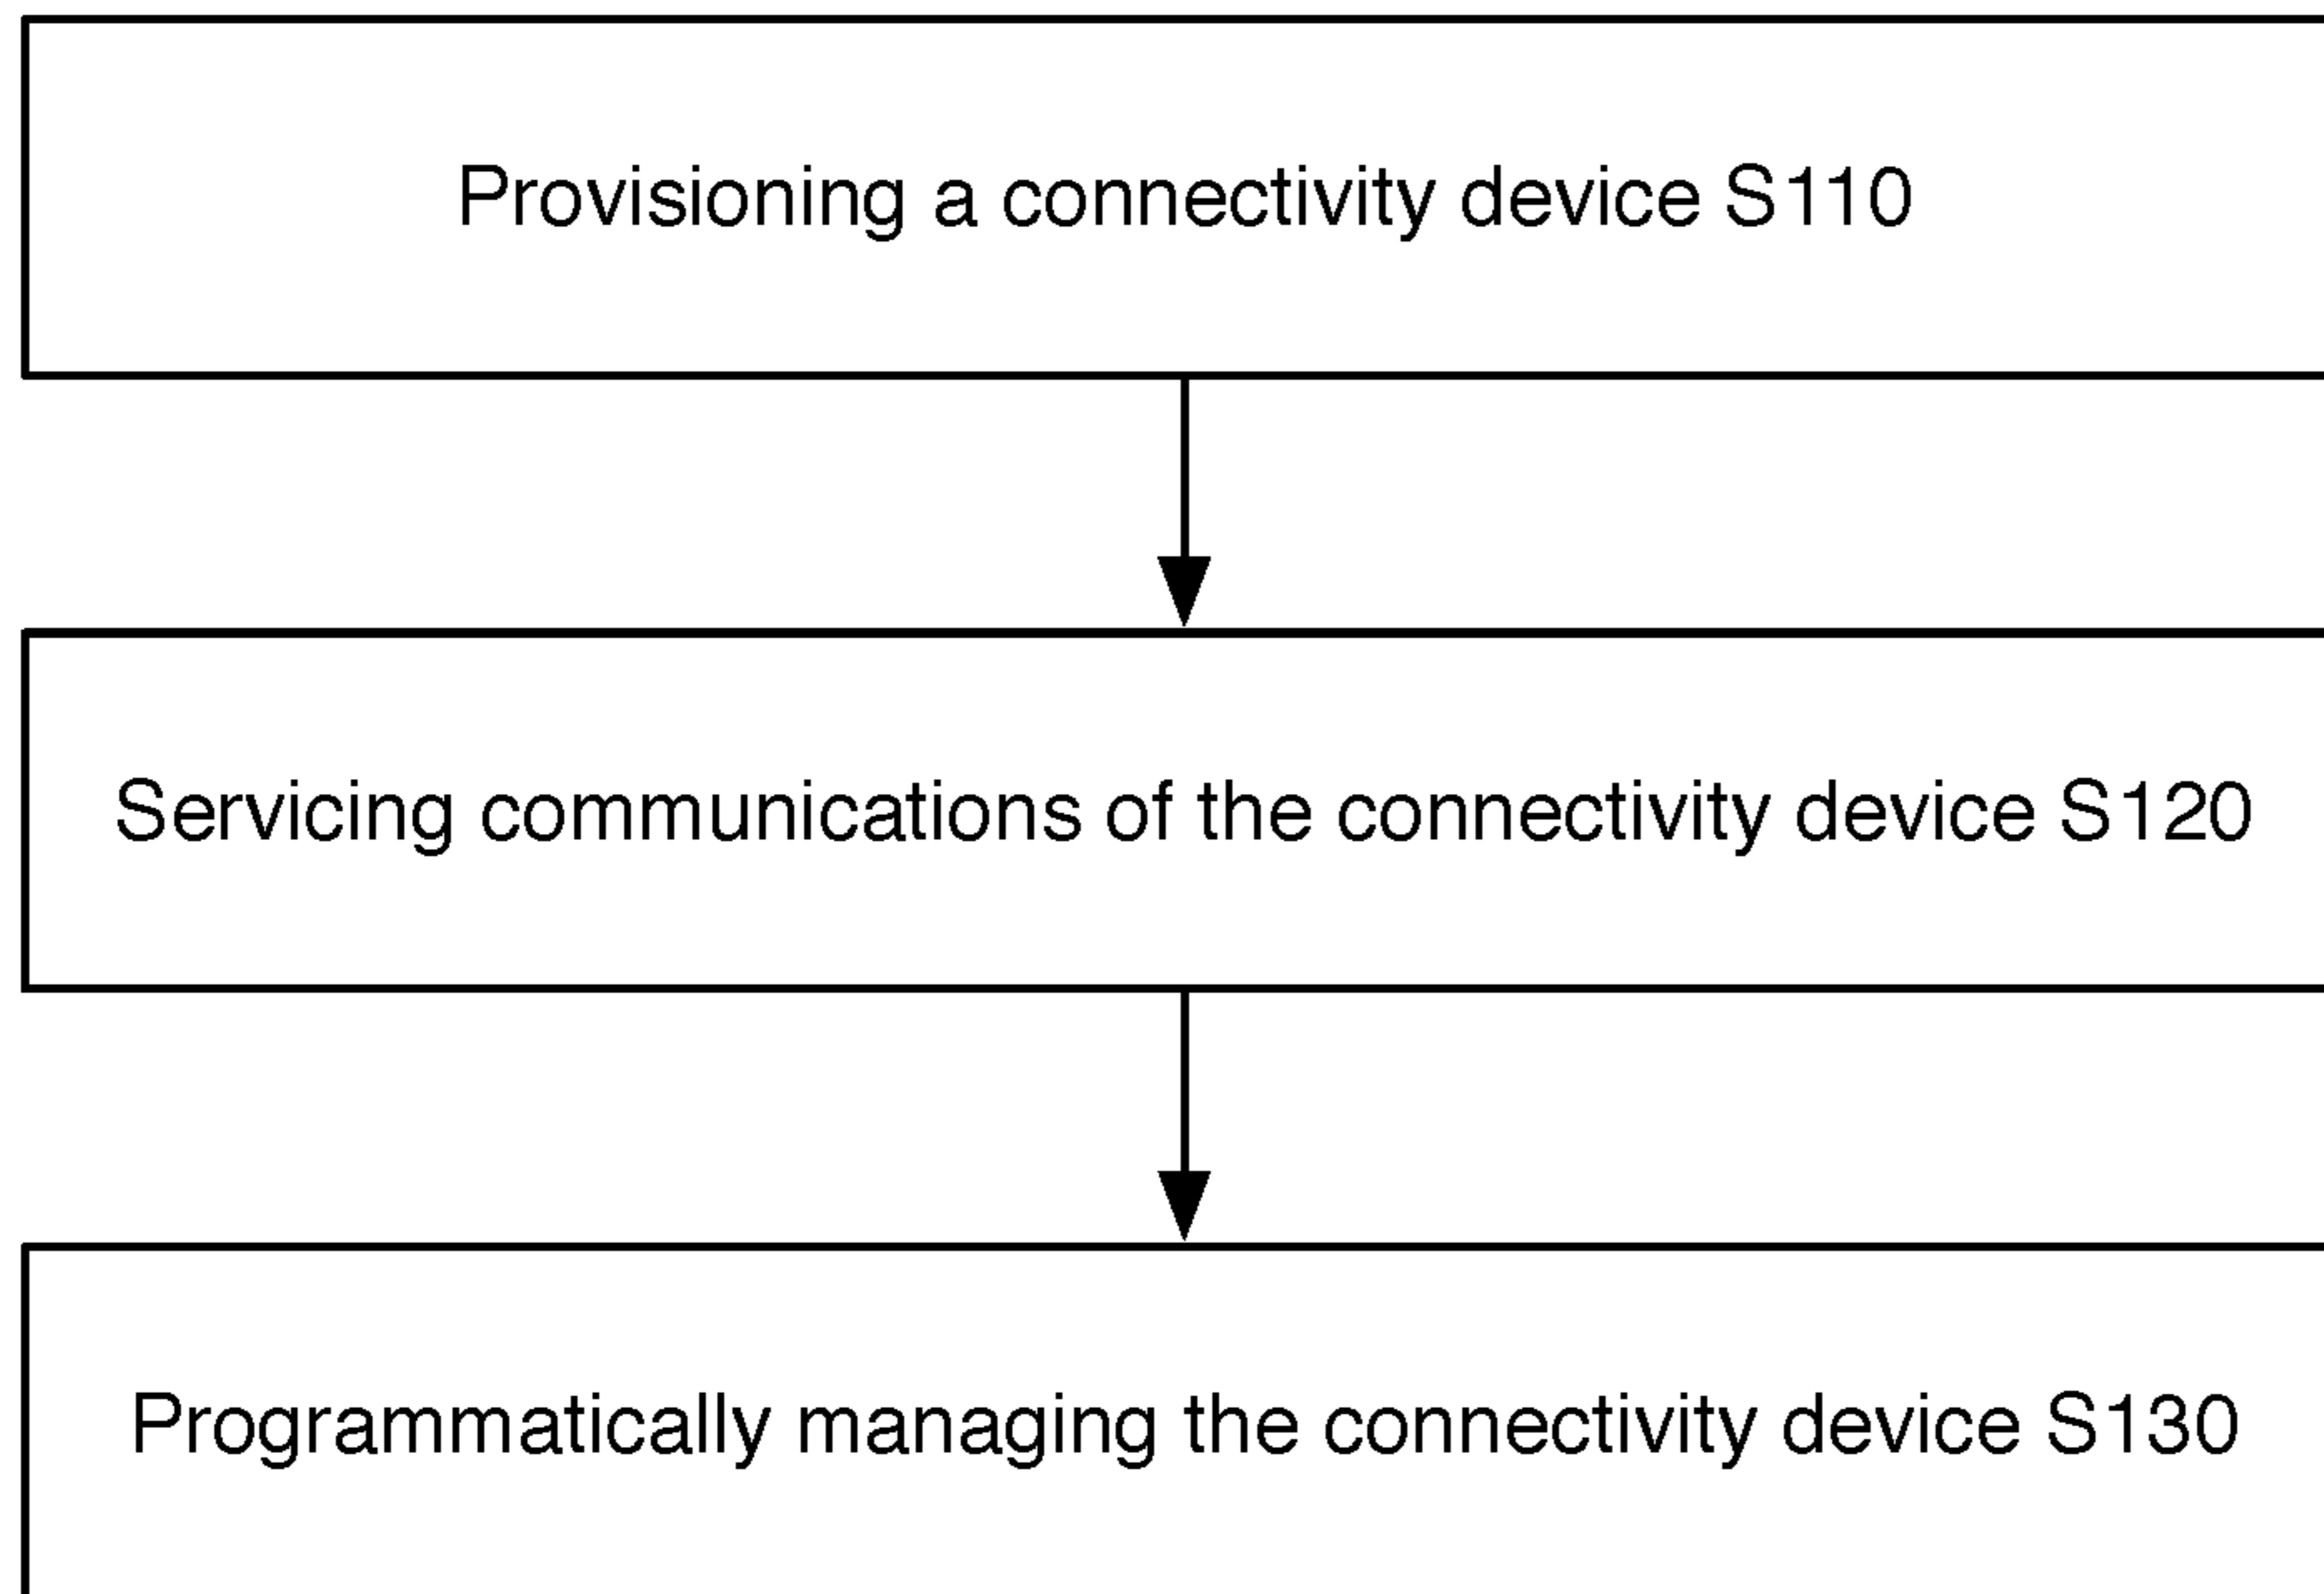 Provisioning a connectivity device S110
Servicing communications of the connectivity device S120
Programmatically managing the connectivity device S130